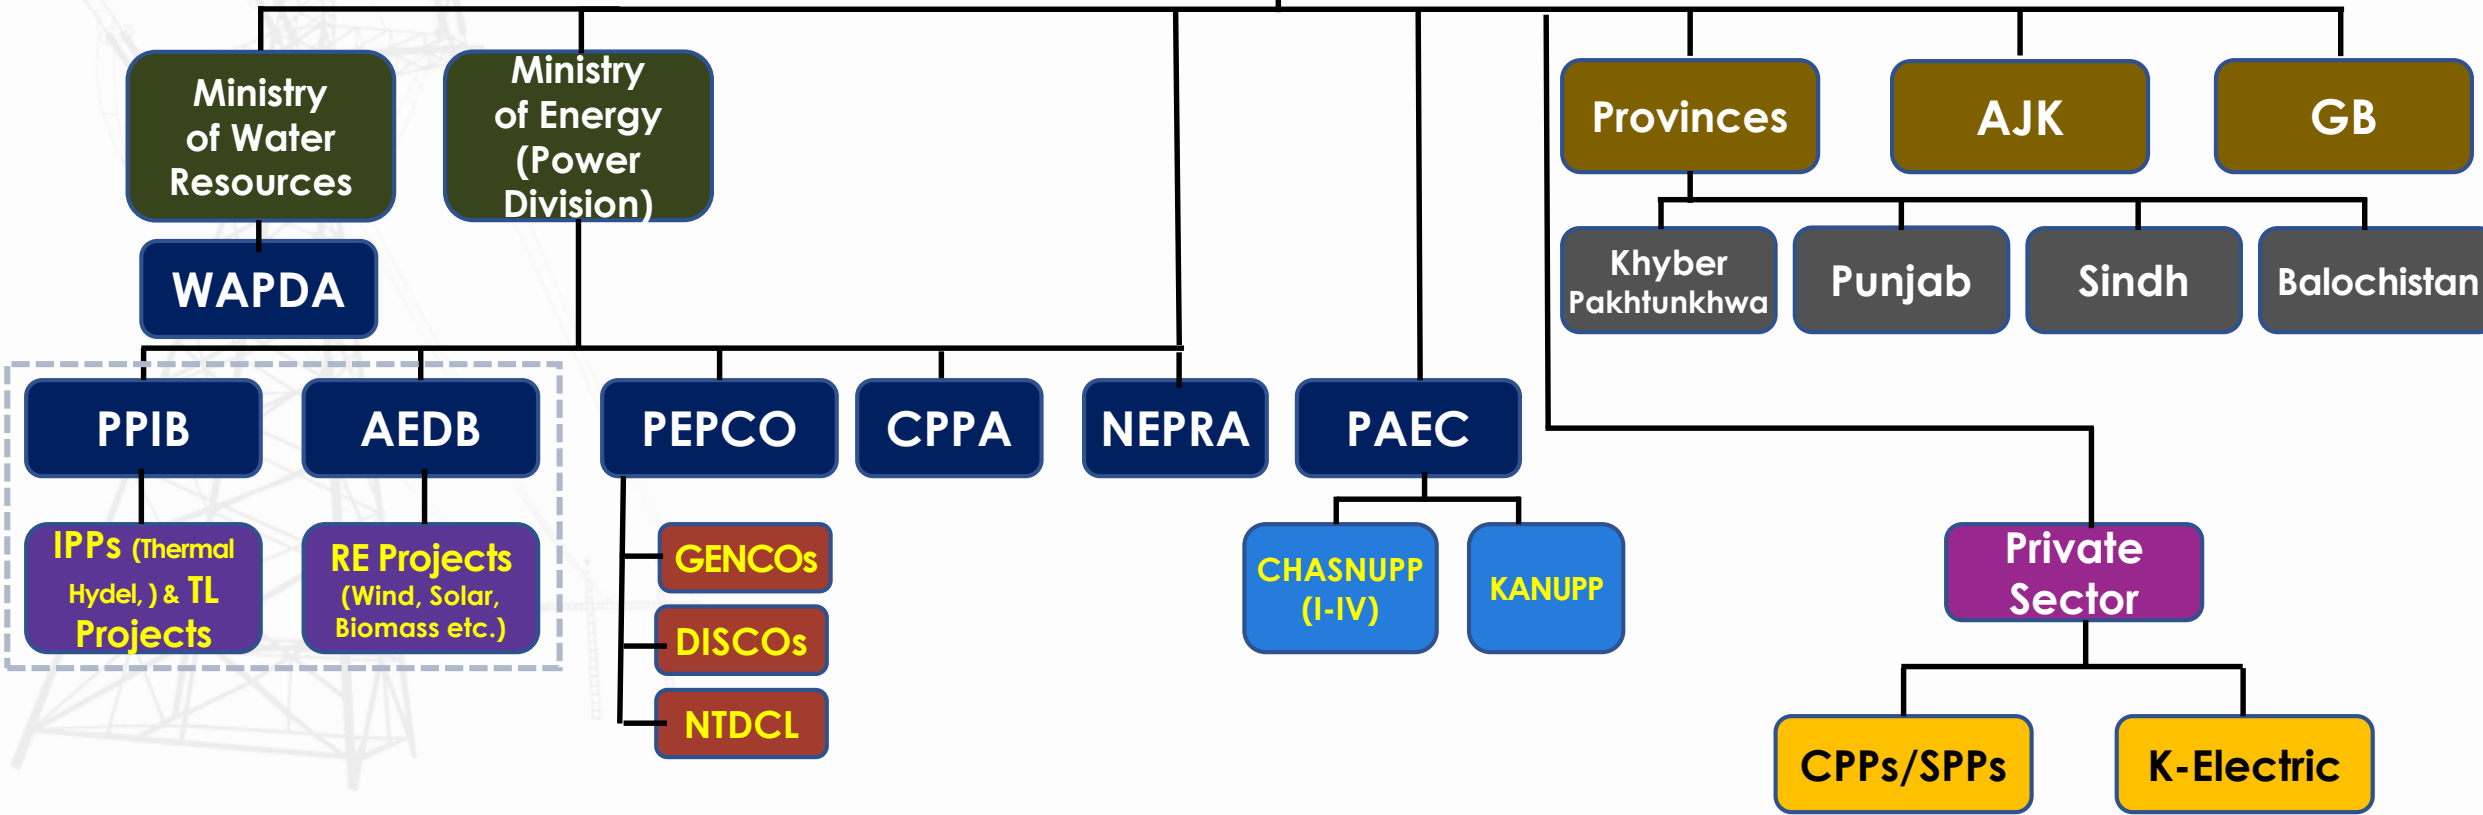 Ministry
of Water
Resources
Ministry
of Energy
(Power
Division)
Provinces
AJK
GB
WAPDA
Khyber
Pakhtunkhwa
Punjab
Sindh
Balochistan
PPIB
AEDB
PEPCO
CPPA
NEPRA
PAEC
IPPs (Thermal
Hydel, ) & TL
Projects
RE Projects
(Wind, Solar,
Biomass etc.)
GENCOs
DISCOs
NTDCL
CHASNUPP
(I-IV)
KANUPP
Private
Sector
CPPs/SPPs
K-Electric